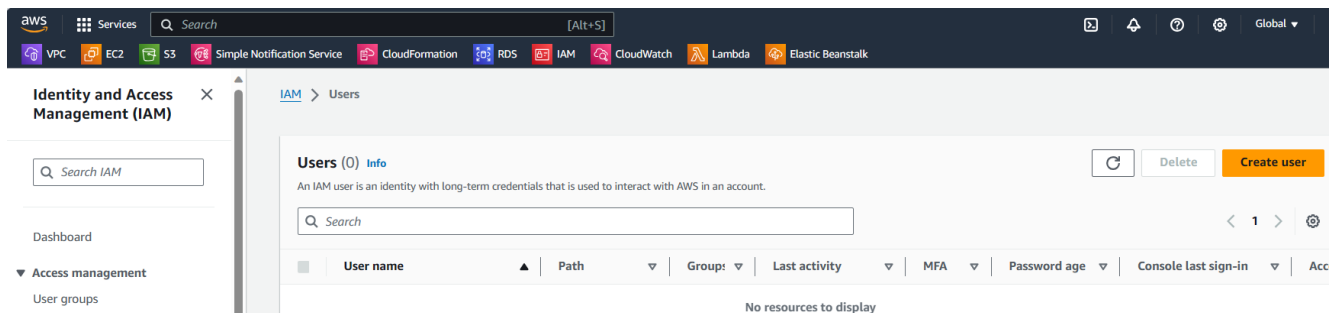 aws Services Search [Alt+S] Global
VPC EC2 S3 Simple Notification Service CloudFormation RDS IAM CloudWatch Lambda Elastic Beanstalk
Identity and Access
Management (IAM)
Search IAM
Dashboard
Access management
User groups
IAM > Users
Users (0) Info
Delete
Create user
An IAM user is an identity with long-term credentials that is used to interact with AWS in an account.
Search
1
User name Path Groups Last activity MFA Password age Console last sign-in Acc
No resources to display